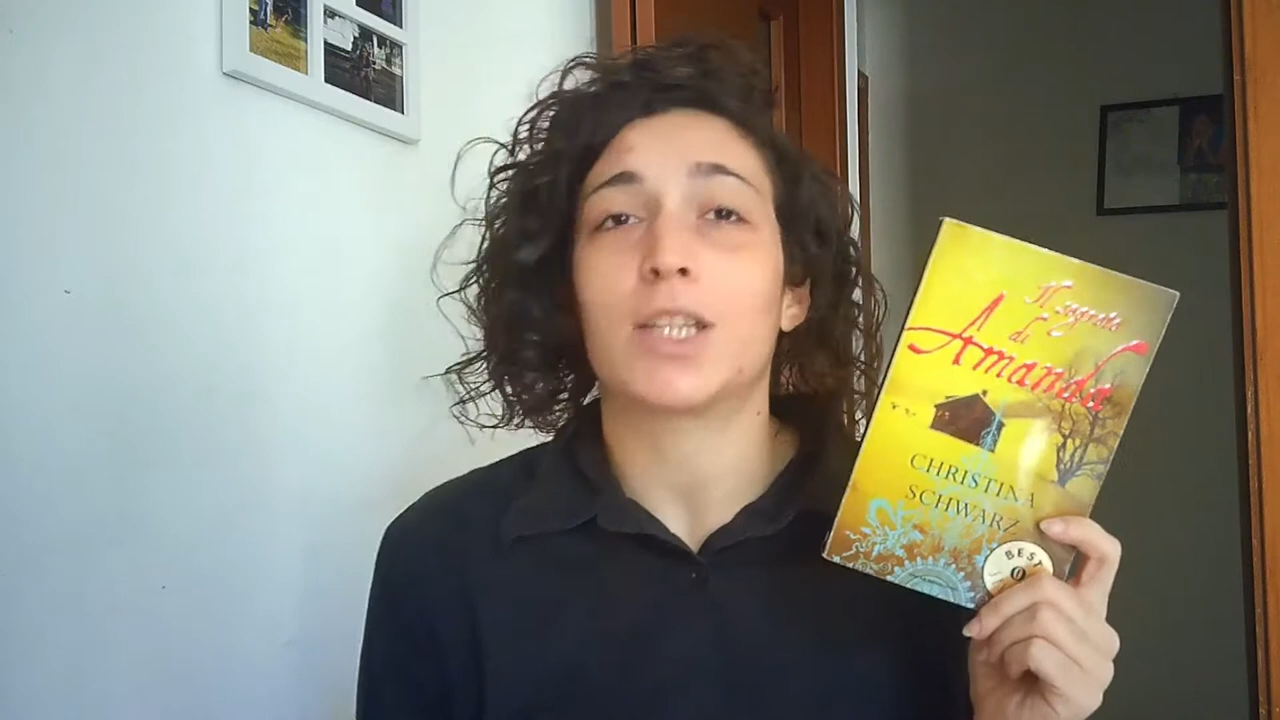 Il segreto
di
Amanda
CHRISTINA
SCHWARZ
BEST